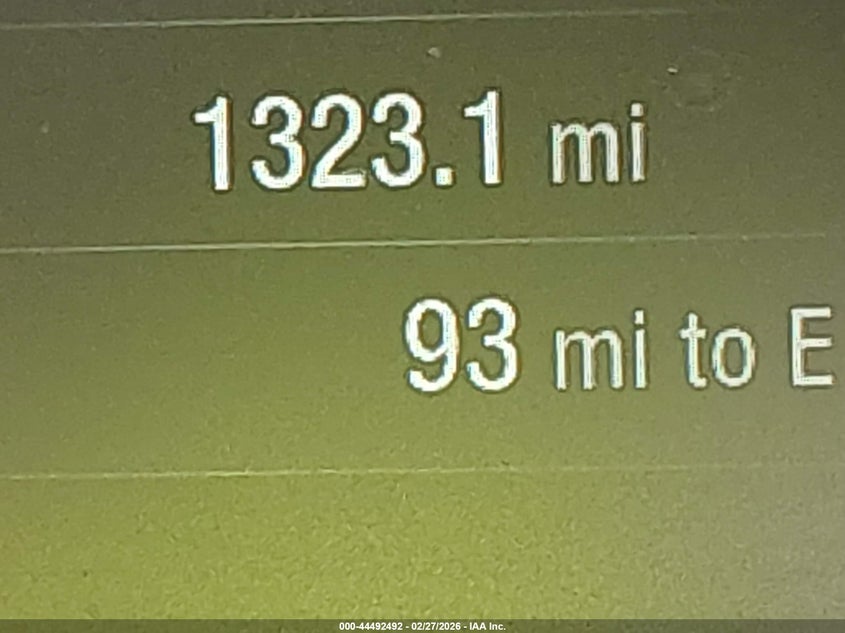 1323.1 mi
93 mi to E
000-44492492 - 02/27/2026 - IAA Inc.